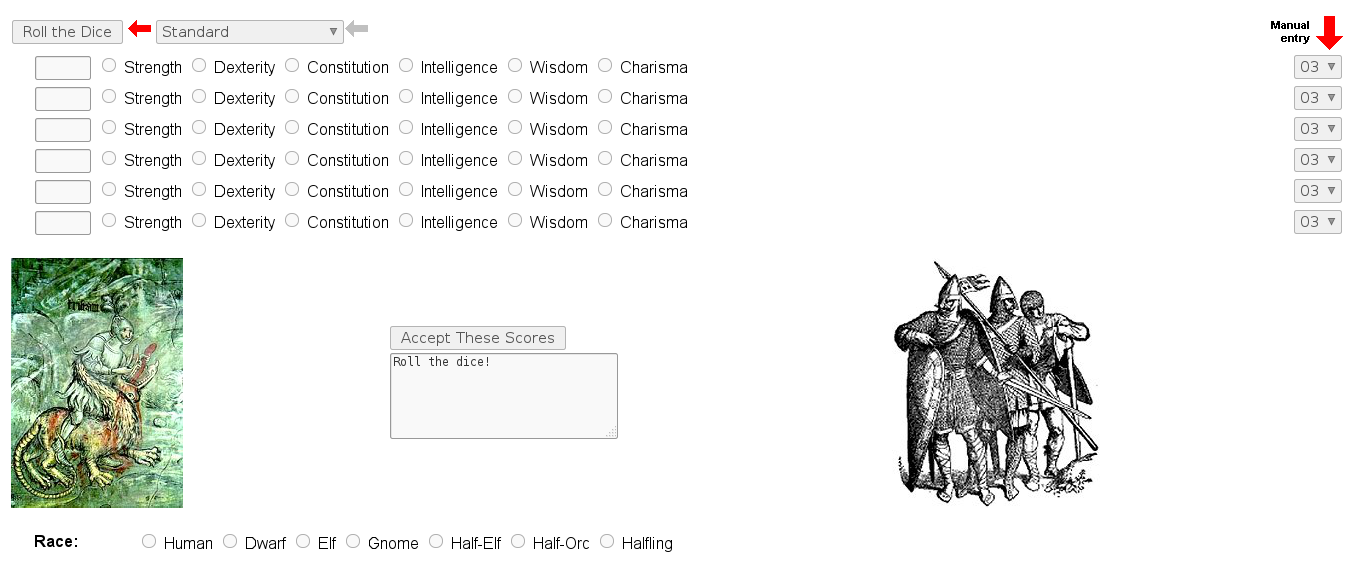 Roll the Dice Standard Manual
entry
Strength Dexterity Constitution Intelligence Wisdom Charisma 03
Strength Dexterity Constitution Intelligence Wisdom Charisma 03
Strength Dexterity Constitution Intelligence Wisdom Charisma 03
Strength Dexterity Constitution Intelligence Wisdom Charisma 03
Strength Dexterity Constitution Intelligence Wisdom Charisma 03
Strength Dexterity Constitution Intelligence Wisdom Charisma 03
Accept These Scores
Roll the dice!
Race: Human Dwarf Elf Gnome Half-Elf Half-Orc Halfling